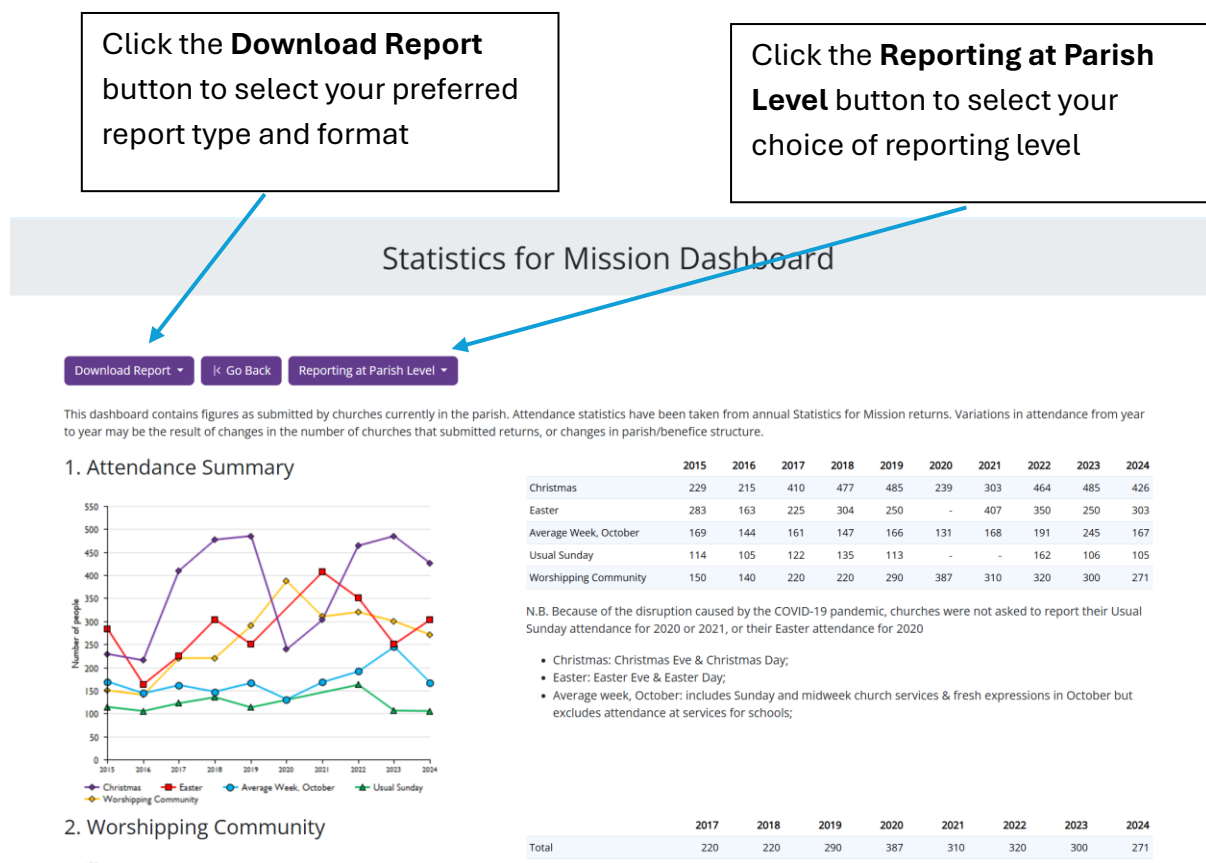 Click the Download Report
button to select your preferred
report type and format
Click the Reporting at Parish
Level button to select your
choice of reporting level
Statistics for Mission Dashboard
Download Report
Go Back
Reporting at Parish Level
This dashboard contains figures as submitted by churches currently in the parish. Attendance statistics have been taken from annual Statistics for Mission returns. Variations in attendance from year
to year may be the result of changes in the number of churches that submitted returns, or changes in parish/benefice structure.
1. Attendance Summary
Number of people
550
500
450
400
350
300
250
200
150
100
50
0
2015 2016 2017 2018 2019 2020 2021 2022 2023 2024
Christmas Easter Average Week, October Usual Sunday
Worshipping Community
2015 2016 2017 2018 2019 2020 2021 2022 2023 2024
Christmas 229 215 410 477 485 239 303 464 485 426
Easter 283 163 225 304 250 - 407 350 250 303
Average Week, October 169 144 161 147 166 131 168 191 245 167
Usual Sunday 114 105 122 135 113 - - 162 106 105
Worshipping Community 150 140 220 220 290 387 310 320 300 271
N.B. Because of the disruption caused by the COVID-19 pandemic, churches were not asked to report their Usual
Sunday attendance for 2020 or 2021, or their Easter attendance for 2020
• Christmas: Christmas Eve & Christmas Day;
• Easter: Easter Eve & Easter Day;
• Average week, October: includes Sunday and midweek church services & fresh expressions in October but
excludes attendance at services for schools;
2. Worshipping Community
2017 2018 2019 2020 2021 2022 2023 2024
Total 220 220 290 387 310 320 300 271